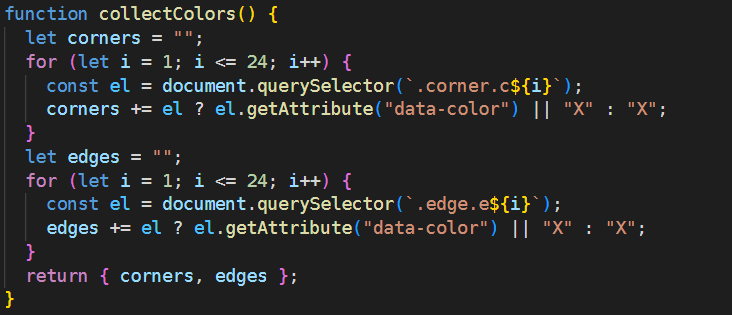 function collectColors() {
  let corners = "";
  for (let i = 1; i <= 24; i++) {
    const el = document.querySelector(`.corner.c${i}`);
    corners += el ? el.getAttribute("data-color") || "X" : "X";
  }
  let edges = "";
  for (let i = 1; i <= 24; i++) {
    const el = document.querySelector(`.edge.e${i}`);
    edges += el ? el.getAttribute("data-color") || "X" : "X";
  }
  return { corners, edges };
}